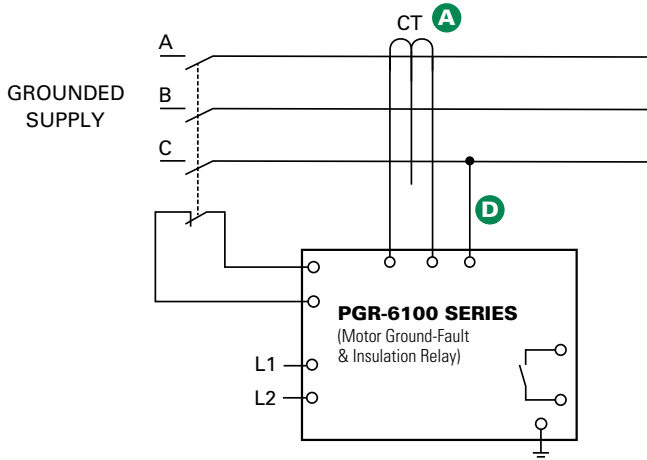 CT A
A
GROUNDED
SUPPLY
B
C
D
PGR-6100 SERIES
(Motor Ground-Fault
& Insulation Relay)
L1
L2